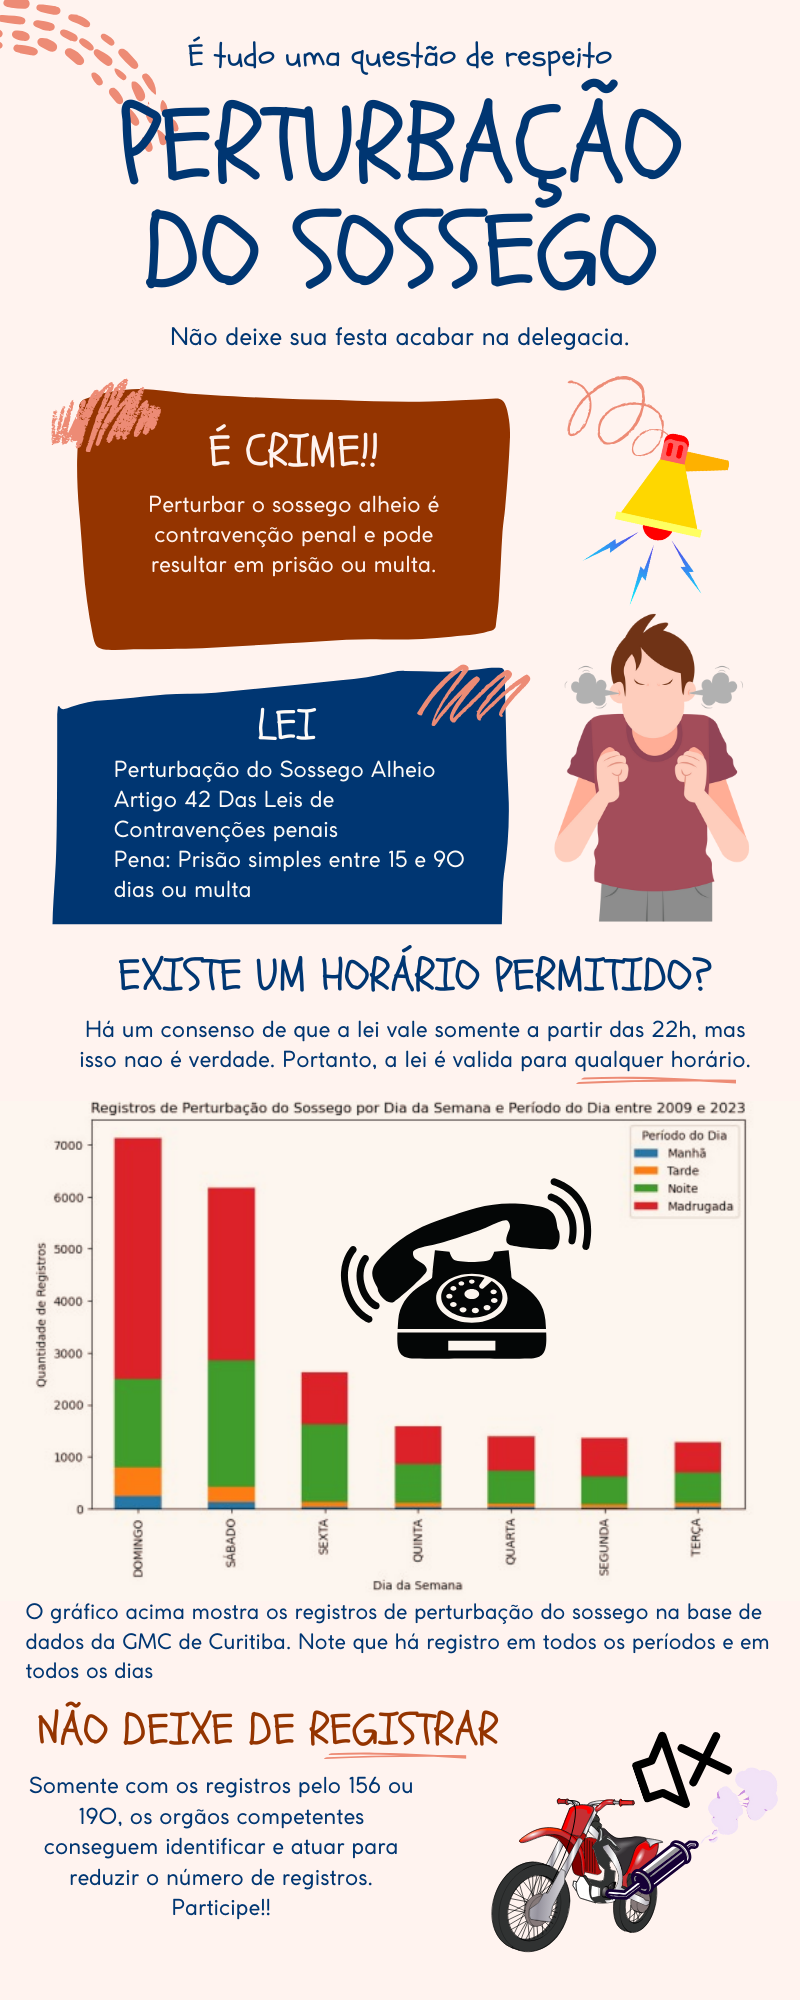 É tudo uma questão de respeito
PERTURBAÇÃO
DO SOSSEGO
Não deixe sua festa acabar na delegacia.
É CRIME!!
Perturbar o sossego alheio é
contravenção penal e pode
resultar em prisão ou multa.
LEI
Perturbação do Sossego Alheio
Artigo 42 Das Leis de
Contravenções penais
Pena: Prisão simples entre 15 e 90
dias ou multa
EXISTE UM HORÁRIO PERMITIDO?
Há um consenso de que a lei vale somente a partir das 22h, mas
isso nao é verdade. Portanto, a lei é valida para qualquer horário.
Registros de Perturbação do Sossego por Dia da Semana e Período do Dia entre 2009 e 2023
Período do Dia
Manhã
Tarde
Noite
Madrugada
Quantidade de Registros
7000
6000
5000
4000
3000
2000
1000
0
DOMINGO
SÁBADO
SEXTA
QUINTA
QUARTA
SEGUNDA
TERÇA
Dia da Semana
O gráfico acima mostra os registros de perturbação do sossego na base de
dados da GMC de Curitiba. Note que há registro em todos os períodos e em
todos os dias
NÃO DEIXE DE REGISTRAR
Somente com os registros pelo 156 ou
190, os orgãos competentes
conseguem identificar e atuar para
reduzir o número de registros.
Participe!!